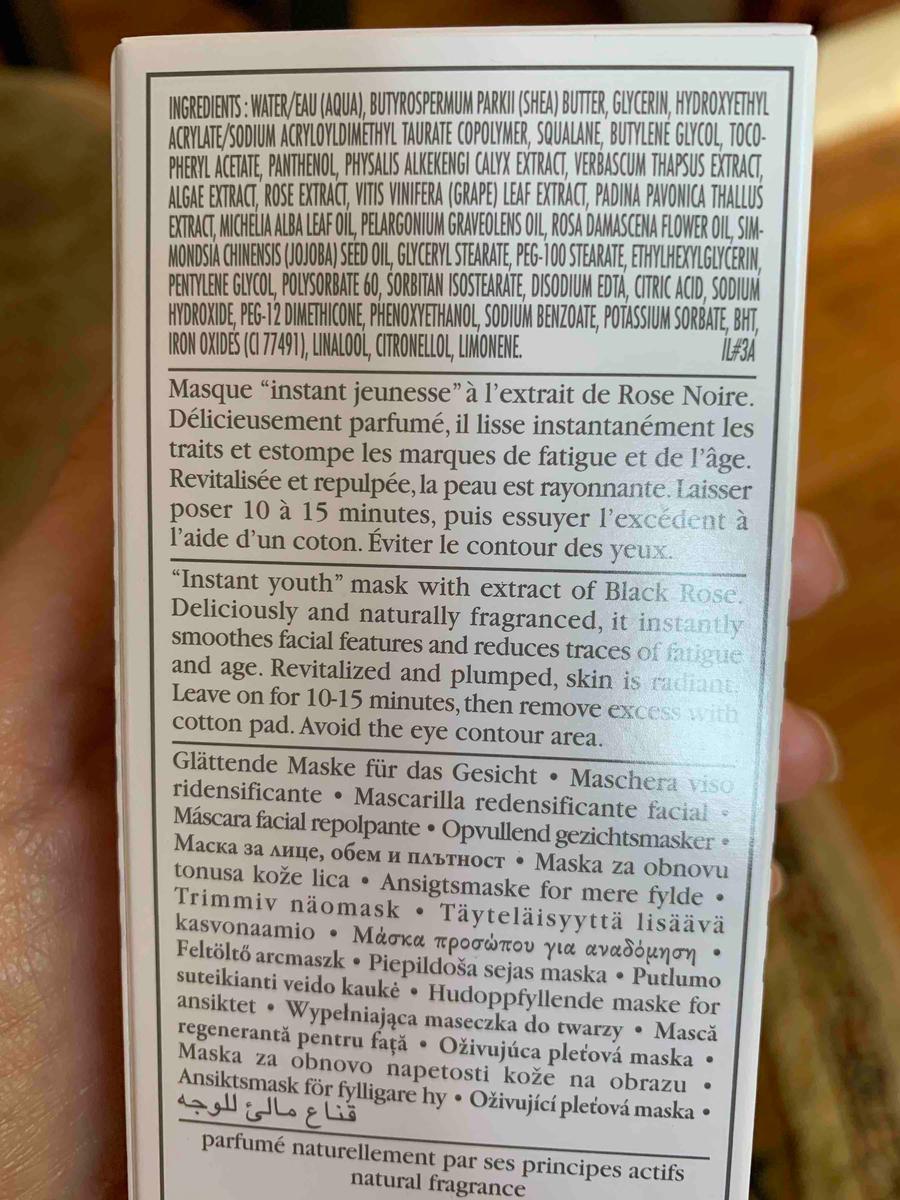 INGREDIENTS : WATER/EAU (AQUA), BUTYROSPERMUM PARKII (SHEA) BUTTER, GLYCERIN, HYDROXYETHYL
ACRYLATE/SODIUM ACRYLOYLDIMETHYL TAURATE COPOLYMER, SQUALANE, BUTYLENE GLYCOL, TOCO-
PHERYL ACETATE, PANTHENOL, PHYSALIS ALKEKENGI CALYX EXTRACT, VERBASCUM THAPSUS EXTRACT,
ALGAE EXTRACT, ROSE EXTRACT, VITIS VINIFERA (GRAPE) LEAF EXTRACT, PADINA PAVONICA THALLUS
EXTRACT, MICHELIA ALBA LEAF OIL, PELARGONIUM GRAVEOLENS OIL, ROSA DAMASCENA FLOWER OIL, SIM-
MONDSIA CHINENSIS (JOJOBA) SEED OIL, GLYCERYL STEARATE, PEG-100 STEARATE, ETHYLHEXYLGLYCERIN,
PENTYLENE GLYCOL, POLYSORBATE 60, SORBITAN ISOSTEARATE, DISODIUM EDTA, CITRIC ACID, SODIUM
HYDROXIDE, PEG-12 DIMETHICONE, PHENOXYETHANOL, SODIUM BENZOATE, POTASSIUM SORBATE, BHT,
IRON OXIDES (CI 77491), LINALOOL, CITRONELLOL, LIMONENE. IL#3A
Masque “instant jeunesse” à l’extrait de Rose Noire.
Délicieusement parfumé, il lisse instantanément les
traits et estompe les marques de fatigue et de l’âge.
Revitalisée et repulpée, la peau est rayonnante. Laisser
poser 10 à 15 minutes, puis essuyer l’excédent à
l’aide d’un coton. Éviter le contour des yeux.
“Instant youth” mask with extract of Black Rose.
Deliciously and naturally fragranced, it instantly
smoothes facial features and reduces traces of fatigue
and age. Revitalized and plumped, skin is radiant.
Leave on for 10-15 minutes, then remove excess with
cotton pad. Avoid the eye contour area.
Glättende Maske für das Gesicht • Maschera viso
ridensificante • Mascarilla redensificante facial •
Máscara facial repolpante • Opvullend gezichtsmasker •
Маска за лице, обем и плътност • Maska za obnovu
tonusa kože lica • Ansigtsmaske for mere fylde •
Trimmiv näomask • Täyteläisyyttä lisäävä
kasvonaamio • Μάσκα προσώπου για αναδόμηση •
Feltöltő arcmaszk • Piepildoša sejas maska • Putlumo
suteikianti veido kaukė • Hudoppfyllende maske for
ansiktet • Wypełniająca maseczka do twarzy • Mască
regenerantă pentru față • Oživujúca pleťová maska •
Maska za obnovo napetosti kože na obrazu •
Ansiktsmask för fylligare hy • Oživující pleťová maska •
قناع مالئ للوجه
parfumé naturellement par ses principes actifs
natural fragrance